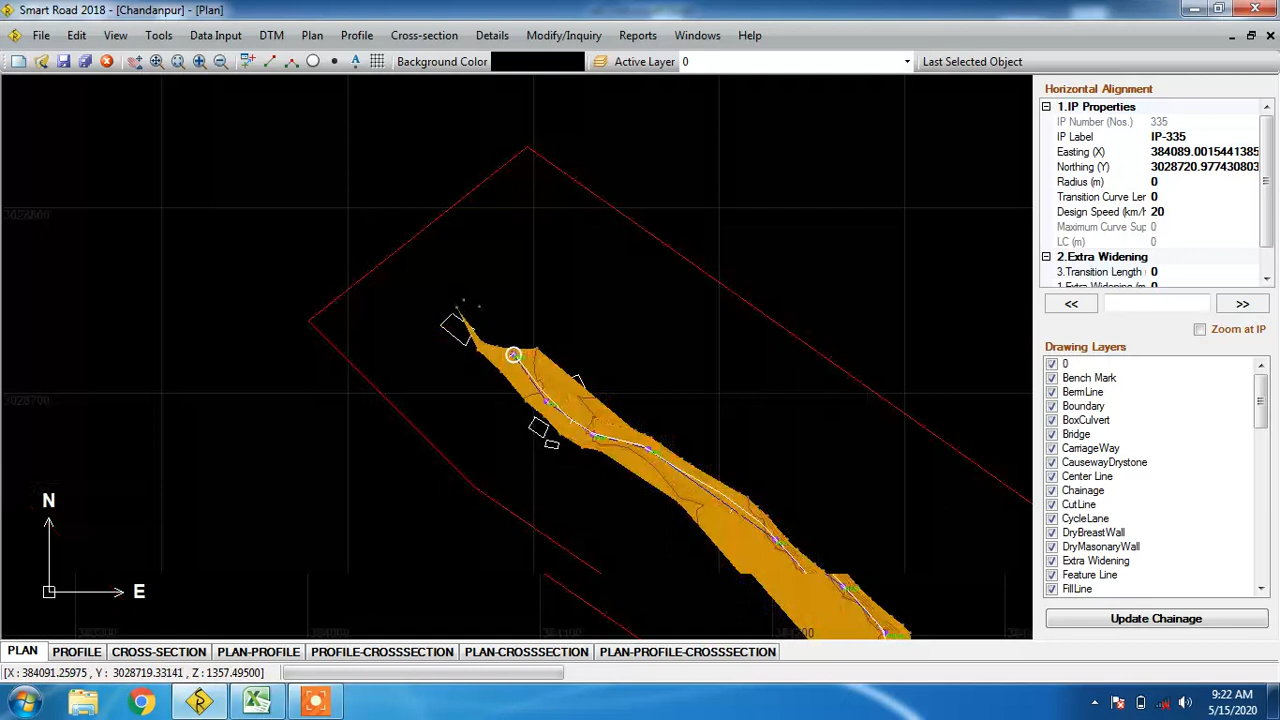 Smart Road 2018 - [Chandanpur] - [Plan]
File Edit View Tools Data Input DTM Plan Profile Cross-section Details Modify/Inquiry Reports Windows Help
A Background Color Active Layer 0 Last Selected Object
Horizontal Alignment
1.IP Properties
IP Number (Nos.) 335
IP Label IP-335
Easting (X) 384089.0015441385
Northing (Y) 3028720.977430803
Radius (m) 0
Transition Curve Ler 0
Design Speed (km/h 20
Maximum Curve Sup 0
LC (m) 0
2.Extra Widening
3.Transition Length ( 0
<< >>
Zoom at IP
Drawing Layers
0
Bench Mark
BermLine
Boundary
BoxCulvert
Bridge
CarriageWay
CausewayDrystone
Center Line
Chainage
CutLine
CycleLane
DryBreastWall
DryMasonaryWall
Extra Widening
Feature Line
FillLine
Update Chainage
3028800
3028700
N
E
384000
PLAN PROFILE CROSS-SECTION PLAN-PROFILE PROFILE-CROSSSECTION PLAN-CROSSSECTION PLAN-PROFILE-CROSSSECTION
[X : 384091.25975 , Y : 3028719.33141 , Z : 1357.49500]
9:22 AM
5/15/2020